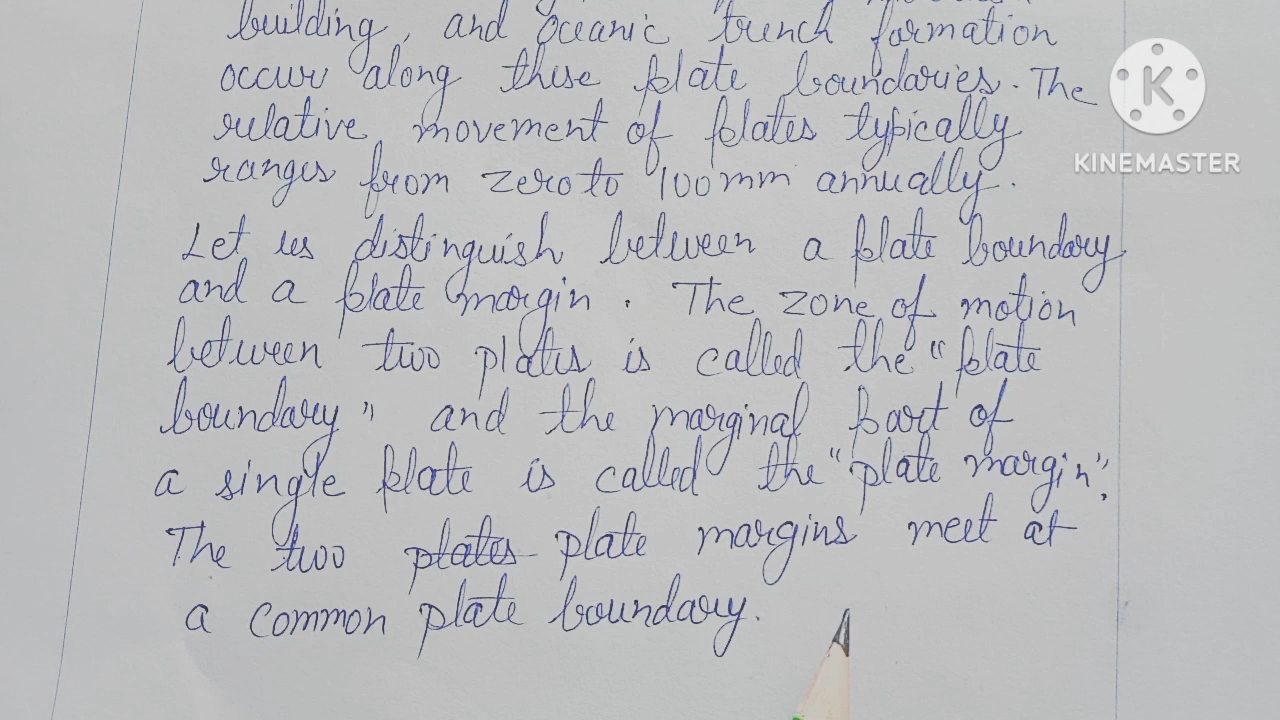 building, and oceanic trench formation
occur along these plate boundaries. The
relative movement of plates typically
ranges from zero to 100mm annually.
Let us distinguish between a plate boundary
and a plate margin. The zone of motion
between two plates is called the "plate
boundary" and the marginal part of
a single plate is called the "plate margin".
The two plates plate margins meet at
a common plate boundary.
K
KINEMASTER